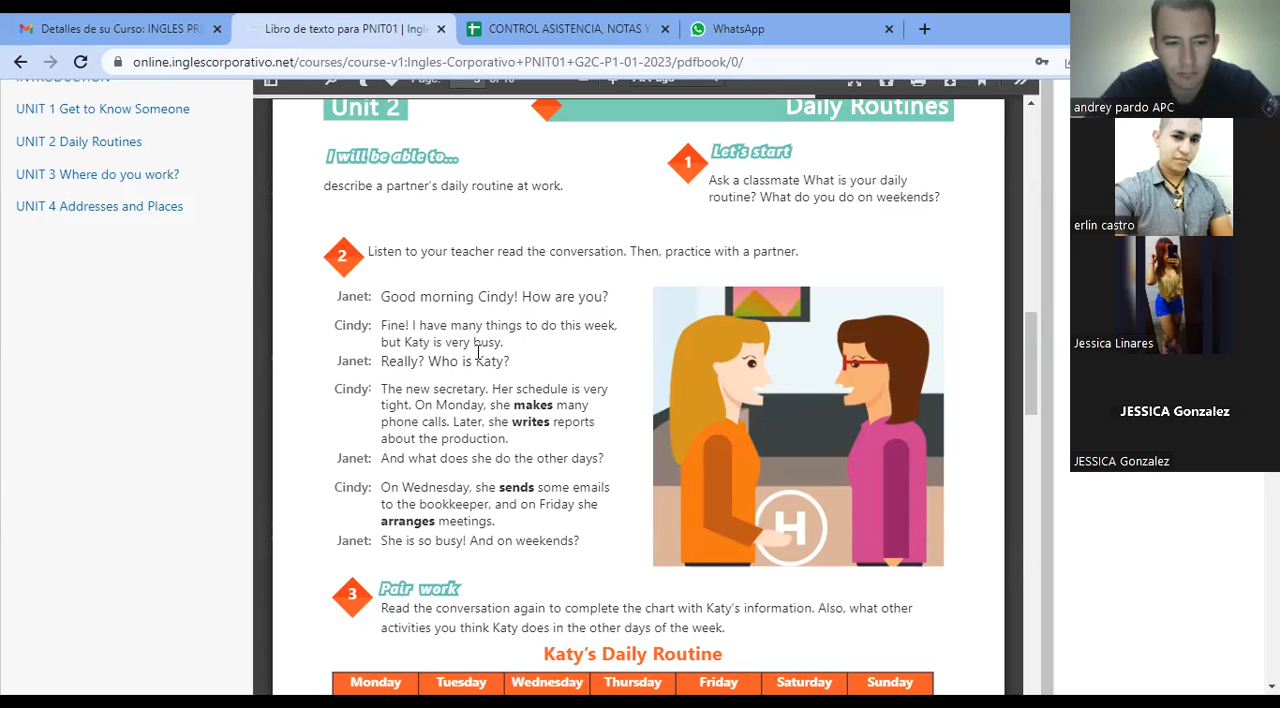 Detalles de su Curso: INGLES PRI
Libro de texto para PNIT01 | Ingl
CONTROL ASISTENCIA, NOTAS Y
WhatsApp
online.inglescorporativo.net/courses/course-v1:Ingles-Corporativo+PNIT01+G2C-P1-01-2023/pdfbook/0/
UNIT 1 Get to Know Someone
UNIT 2 Daily Routines
UNIT 3 Where do you work?
UNIT 4 Addresses and Places
Unit 2
Daily Routines
I will be able to...
describe a partner's daily routine at work.
1
Let's start
Ask a classmate What is your daily
routine? What do you do on weekends?
2
Listen to your teacher read the conversation. Then, practice with a partner.
Janet: Good morning Cindy! How are you?
Cindy: Fine! I have many things to do this week,
but Katy is very busy.
Janet: Really? Who is Katy?
Cindy: The new secretary. Her schedule is very
tight. On Monday, she makes many
phone calls. Later, she writes reports
about the production.
Janet: And what does she do the other days?
Cindy: On Wednesday, she sends some emails
to the bookkeeper, and on Friday she
arranges meetings.
Janet: She is so busy! And on weekends?
H
3
Pair work
Read the conversation again to complete the chart with Katy's information. Also, what other
activities you think Katy does in the other days of the week.
Katy's Daily Routine
Monday Tuesday Wednesday Thursday Friday Saturday Sunday
andrey pardo APC
erlin castro
Jessica Linares
JESSICA Gonzalez
JESSICA Gonzalez